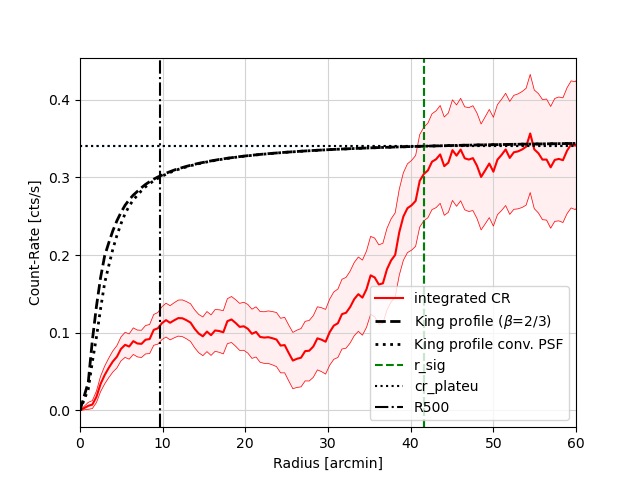 0.4
0.3
0.2
0.1
0.0
Count-Rate [cts/s]
integrated CR
King profile (β=2/3)
King profile conv. PSF
r_sig
cr_plateu
R500
0 10 20 30 40 50 60
Radius [arcmin]